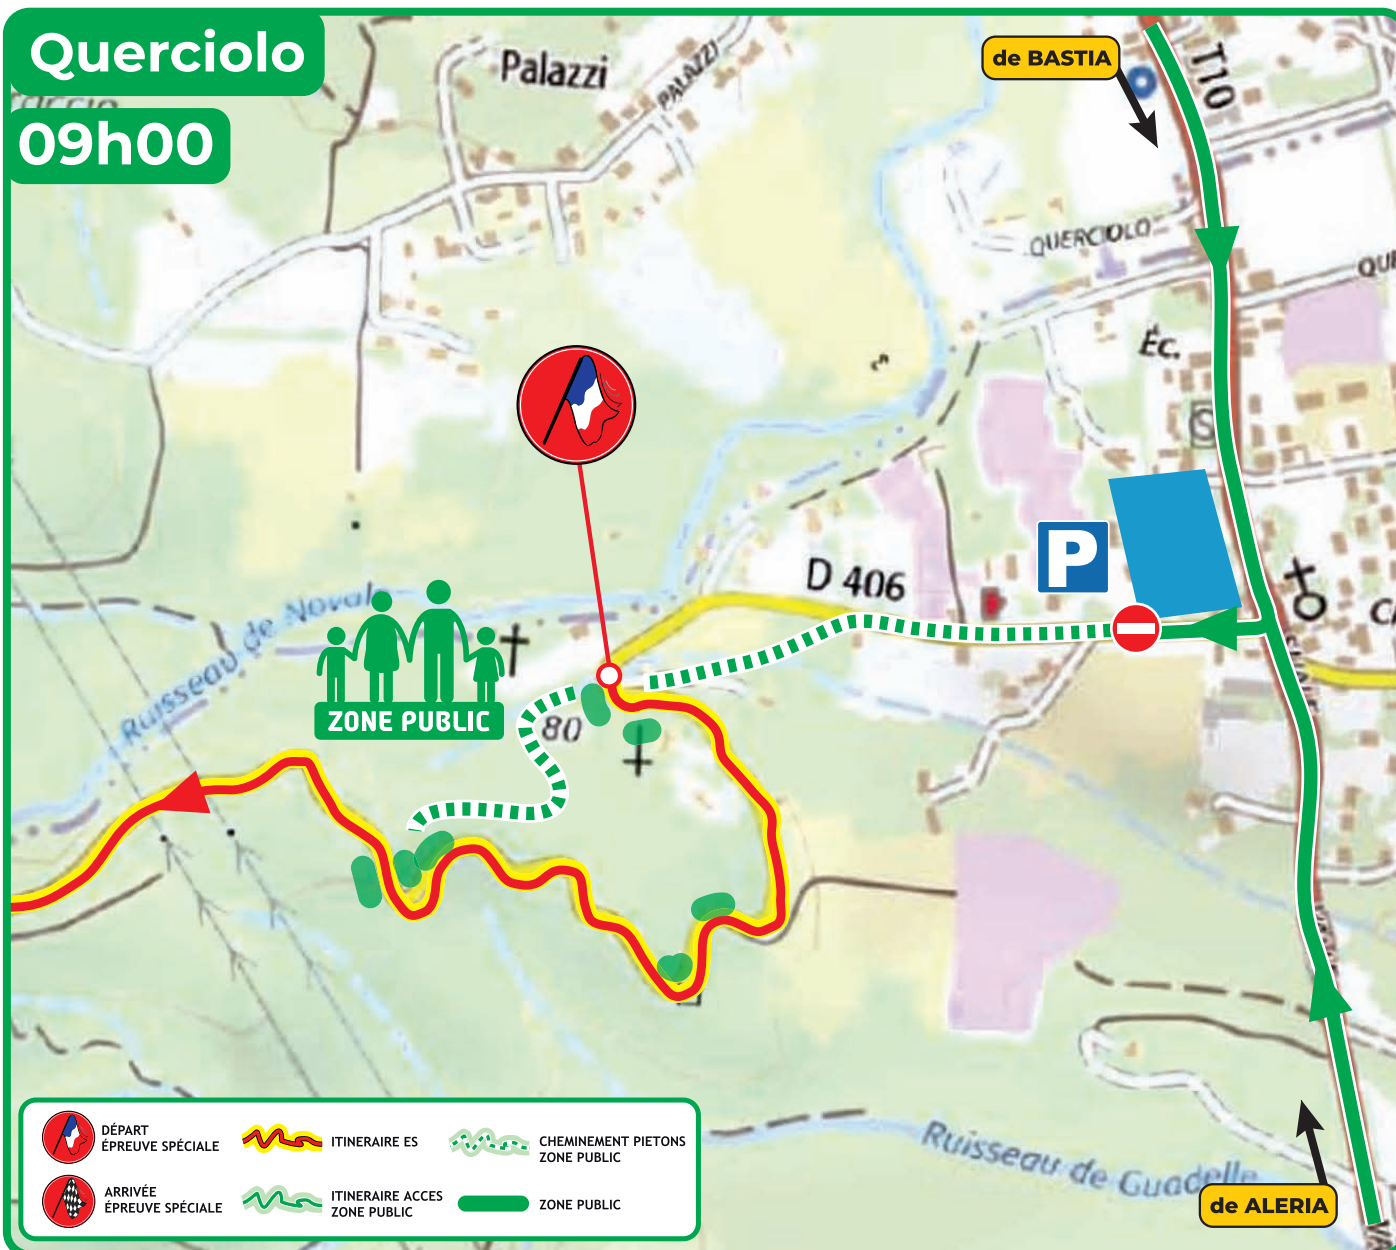 Querciolo
09h00
Palazzi
PALAZZI
de BASTIA
T10
QUERCIOLO
Éc.
D 406
P
Ruisseau de Noval
ZONE PUBLIC
80
Ruisseau de Guadelle
de ALERIA
DÉPART
ÉPREUVE SPÉCIALE
ITINERAIRE ES
CHEMINEMENT PIETONS
ZONE PUBLIC
ARRIVÉE
ÉPREUVE SPÉCIALE
ITINERAIRE ACCES
ZONE PUBLIC
ZONE PUBLIC